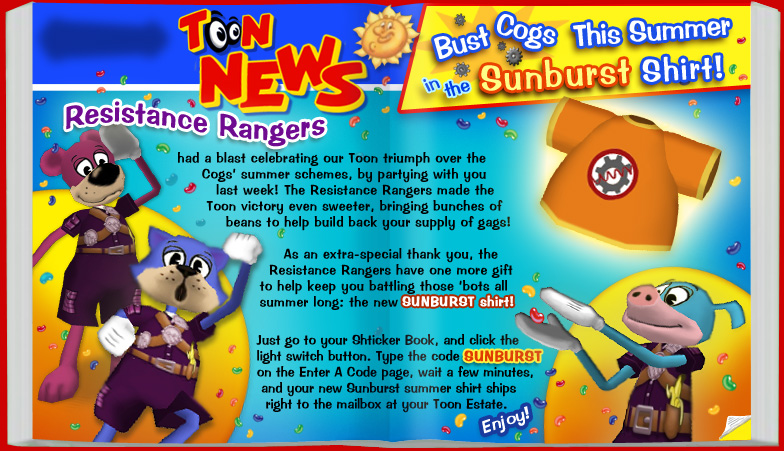 TOON
NEWS
Bust Cogs This Summer
in the Sunburst Shirt!
Resistance Rangers
had a blast celebrating our Toon triumph over the
Cogs' summer schemes, by partying with you
last week! The Resistance Rangers made the
Toon victory even sweeter, bringing bunches of
beans to help build back your supply of gags!
As an extra-special thank you, the
Resistance Rangers have one more gift
to help keep you battling those 'bots all
summer long: the new SUNBURST shirt!
Just go to your Shticker Book, and click the
light switch button. Type the code SUNBURST
on the Enter A Code page, wait a few minutes,
and your new Sunburst summer shirt ships
right to the mailbox at your Toon Estate.
Enjoy!